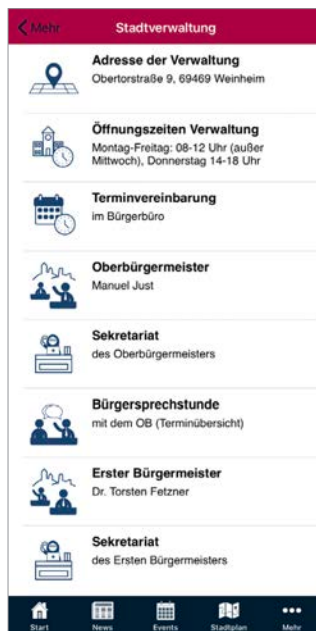 Mehr
Stadtverwaltung
Adresse der Verwaltung
Obertorstraße 9, 69469 Weinheim
Öffnungszeiten Verwaltung
Montag-Freitag: 08-12 Uhr (außer
Mittwoch), Donnerstag 14-18 Uhr
Terminvereinbarung
im Bürgerbüro
Oberbürgermeister
Manuel Just
Sekretariat
des Oberbürgermeisters
Bürgersprechstunde
mit dem OB (Terminübersicht)
Erster Bürgermeister
Dr. Torsten Fetzner
Sekretariat
des Ersten Bürgermeisters
Start News Events Stadtplan Mehr